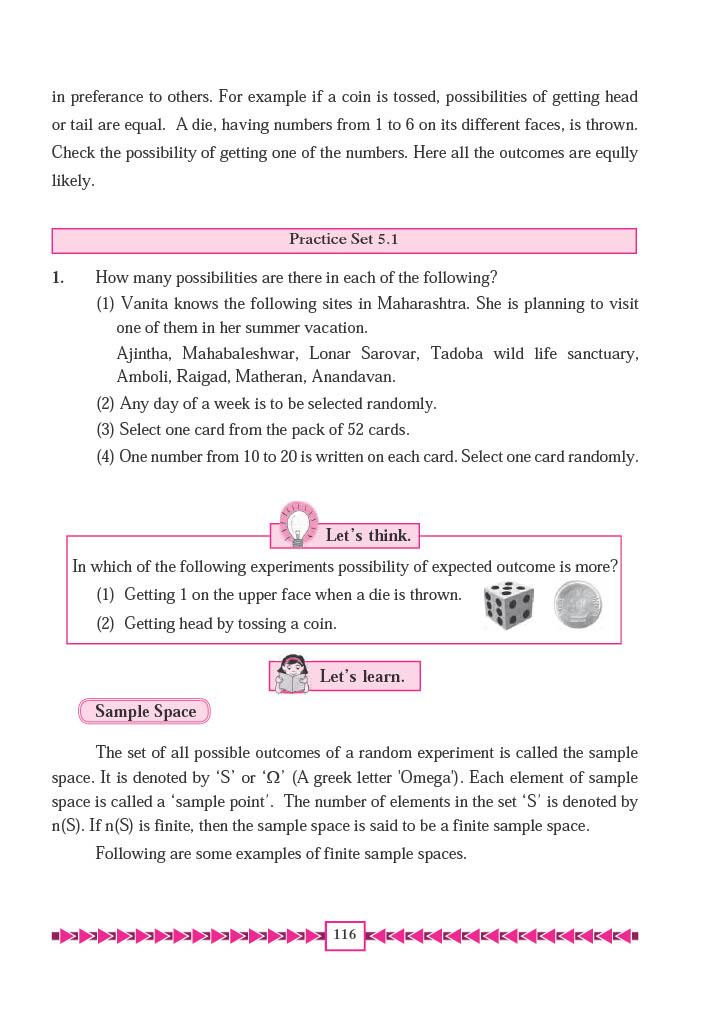 in preferance to others. For example if a coin is tossed, possibilities of getting head
or tail are equal. A die, having numbers from 1 to 6 on its different faces, is thrown.
Check the possibility of getting one of the numbers. Here all the outcomes are eqully
likely.
Practice Set 5.1
1. How many possibilities are there in each of the following?
(1) Vanita knows the following sites in Maharashtra. She is planning to visit
one of them in her summer vacation.
Ajintha, Mahabaleshwar, Lonar Sarovar, Tadoba wild life sanctuary,
Amboli, Raigad, Matheran, Anandavan.
(2) Any day of a week is to be selected randomly.
(3) Select one card from the pack of 52 cards.
(4) One number from 10 to 20 is written on each card. Select one card randomly.
Let's think.
In which of the following experiments possibility of expected outcome is more?
(1) Getting 1 on the upper face when a die is thrown.
(2) Getting head by tossing a coin.
Let's learn.
Sample Space
The set of all possible outcomes of a random experiment is called the sample
space. It is denoted by ‘S’ or ‘Ω’ (A greek letter 'Omega'). Each element of sample
space is called a ‘sample point’. The number of elements in the set ‘S’ is denoted by
n(S). If n(S) is finite, then the sample space is said to be a finite sample space.
Following are some examples of finite sample spaces.
116